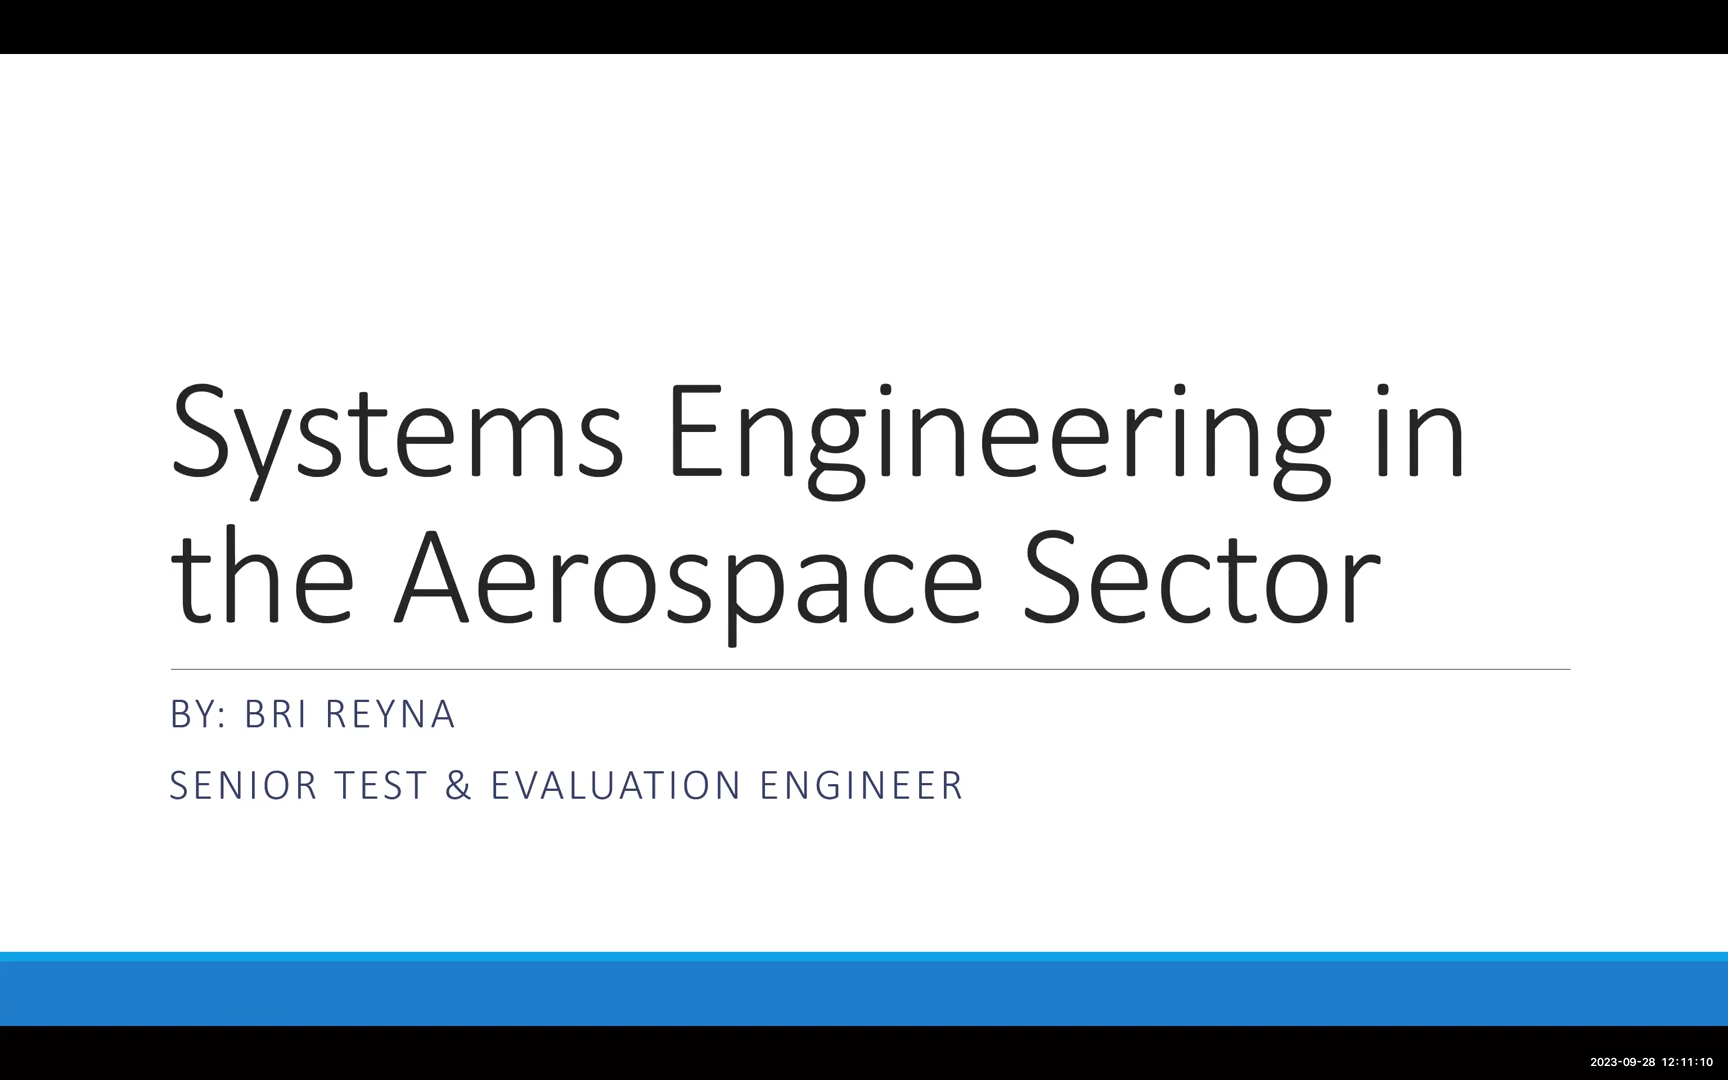 Systems Engineering in
the Aerospace Sector
BY: BRI REYNA
SENIOR TEST & EVALUATION ENGINEER
2023-09-28 12:11:10